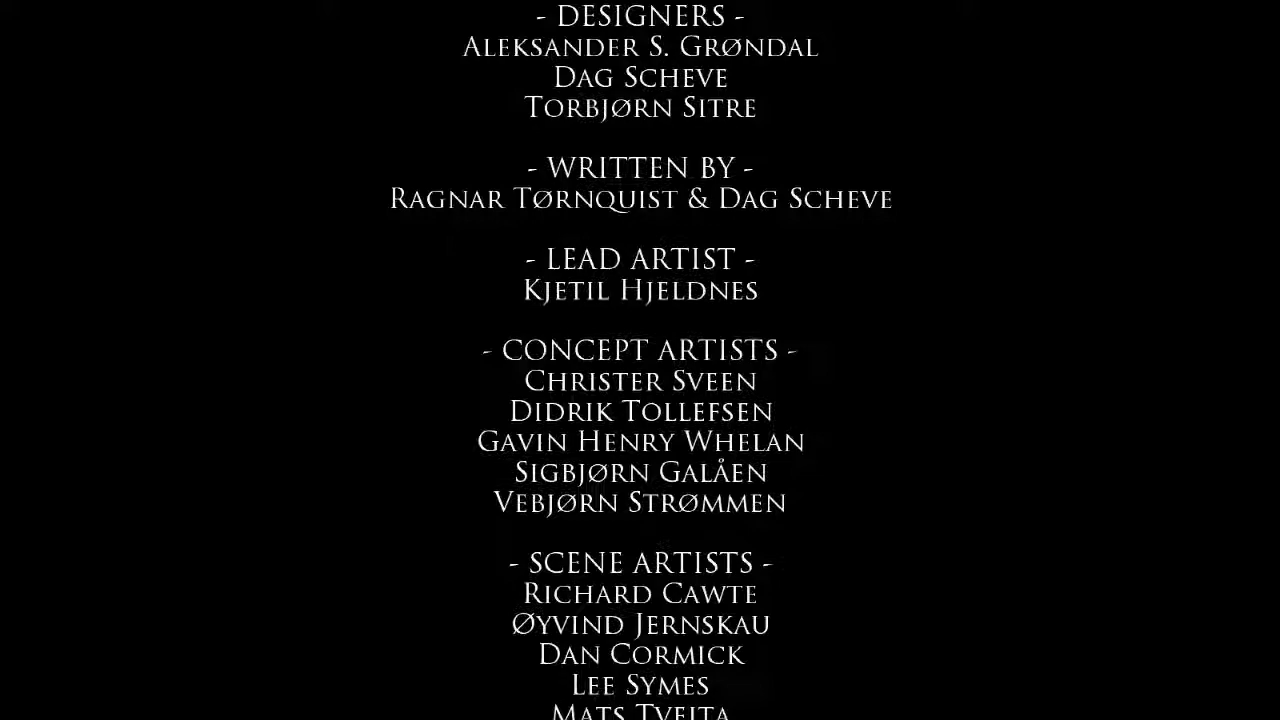 - DESIGNERS -
Aleksander S. Grøndal
Dag Scheve
Torbjørn Sitre
- WRITTEN BY -
Ragnar Tørnquist & Dag Scheve
- LEAD ARTIST -
Kjetil Hjeldnes
- CONCEPT ARTISTS -
Christer Sveen
Didrik Tollefsen
Gavin Henry Whelan
Sigbjørn Galåen
Vebjørn Strømmen
- SCENE ARTISTS -
Richard Cawte
Øyvind Jernskau
Dan Cormick
Lee Symes
Mats Tveita